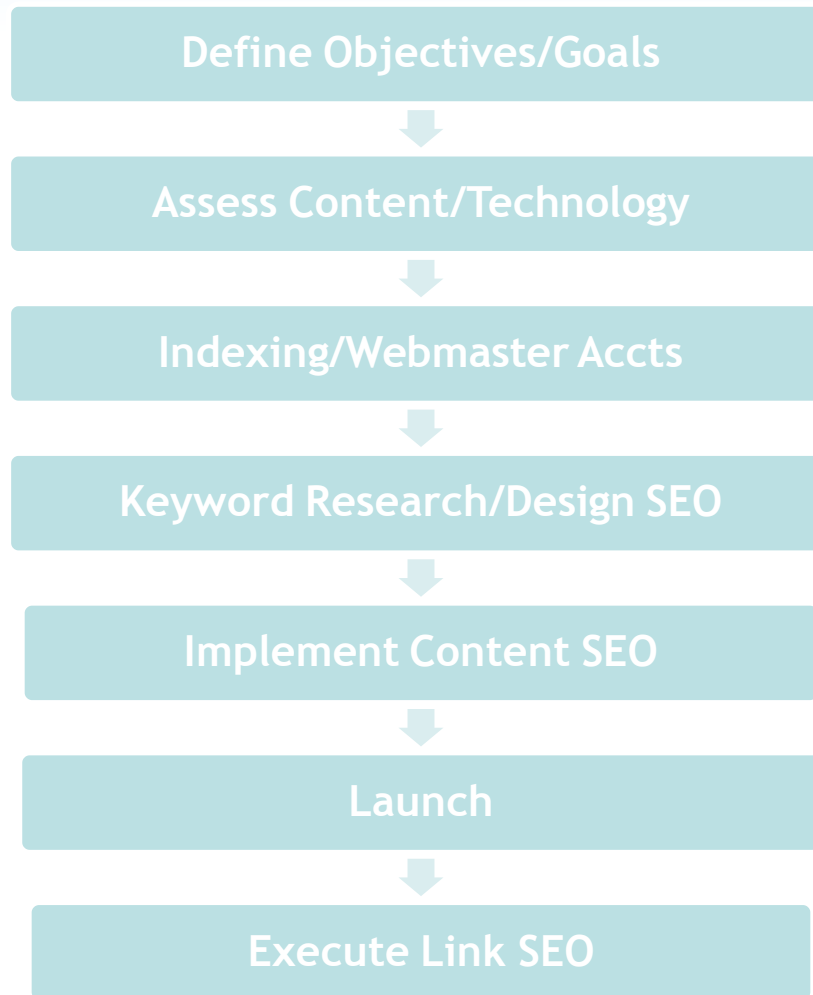 Define Objectives/Goals
Assess Content/Technology
Indexing/Webmaster Accts
Keyword Research/Design SEO
Implement Content SEO
Launch
Execute Link SEO